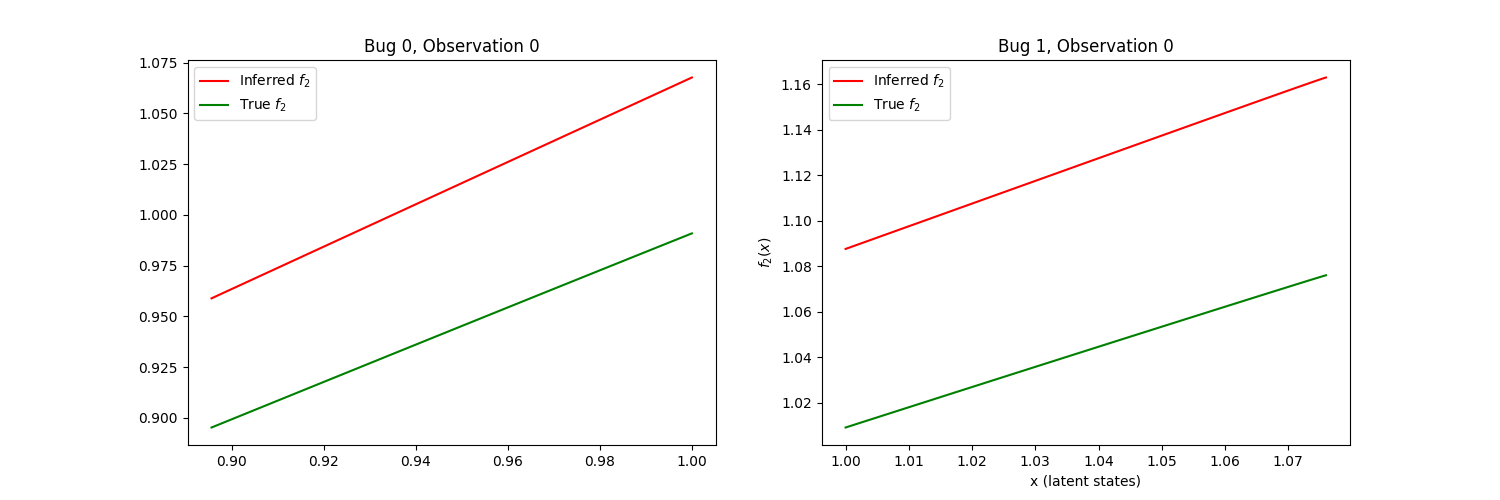 Bug 0, Observation 0
Inferred f₂
True f₂
1.075
1.050
1.025
1.000
0.975
0.950
0.925
0.900
0.90 0.92 0.94 0.96 0.98 1.00
Bug 1, Observation 0
Inferred f₂
True f₂
f₂(x)
1.16
1.14
1.12
1.10
1.08
1.06
1.04
1.02
1.00 1.01 1.02 1.03 1.04 1.05 1.06 1.07
x (latent states)